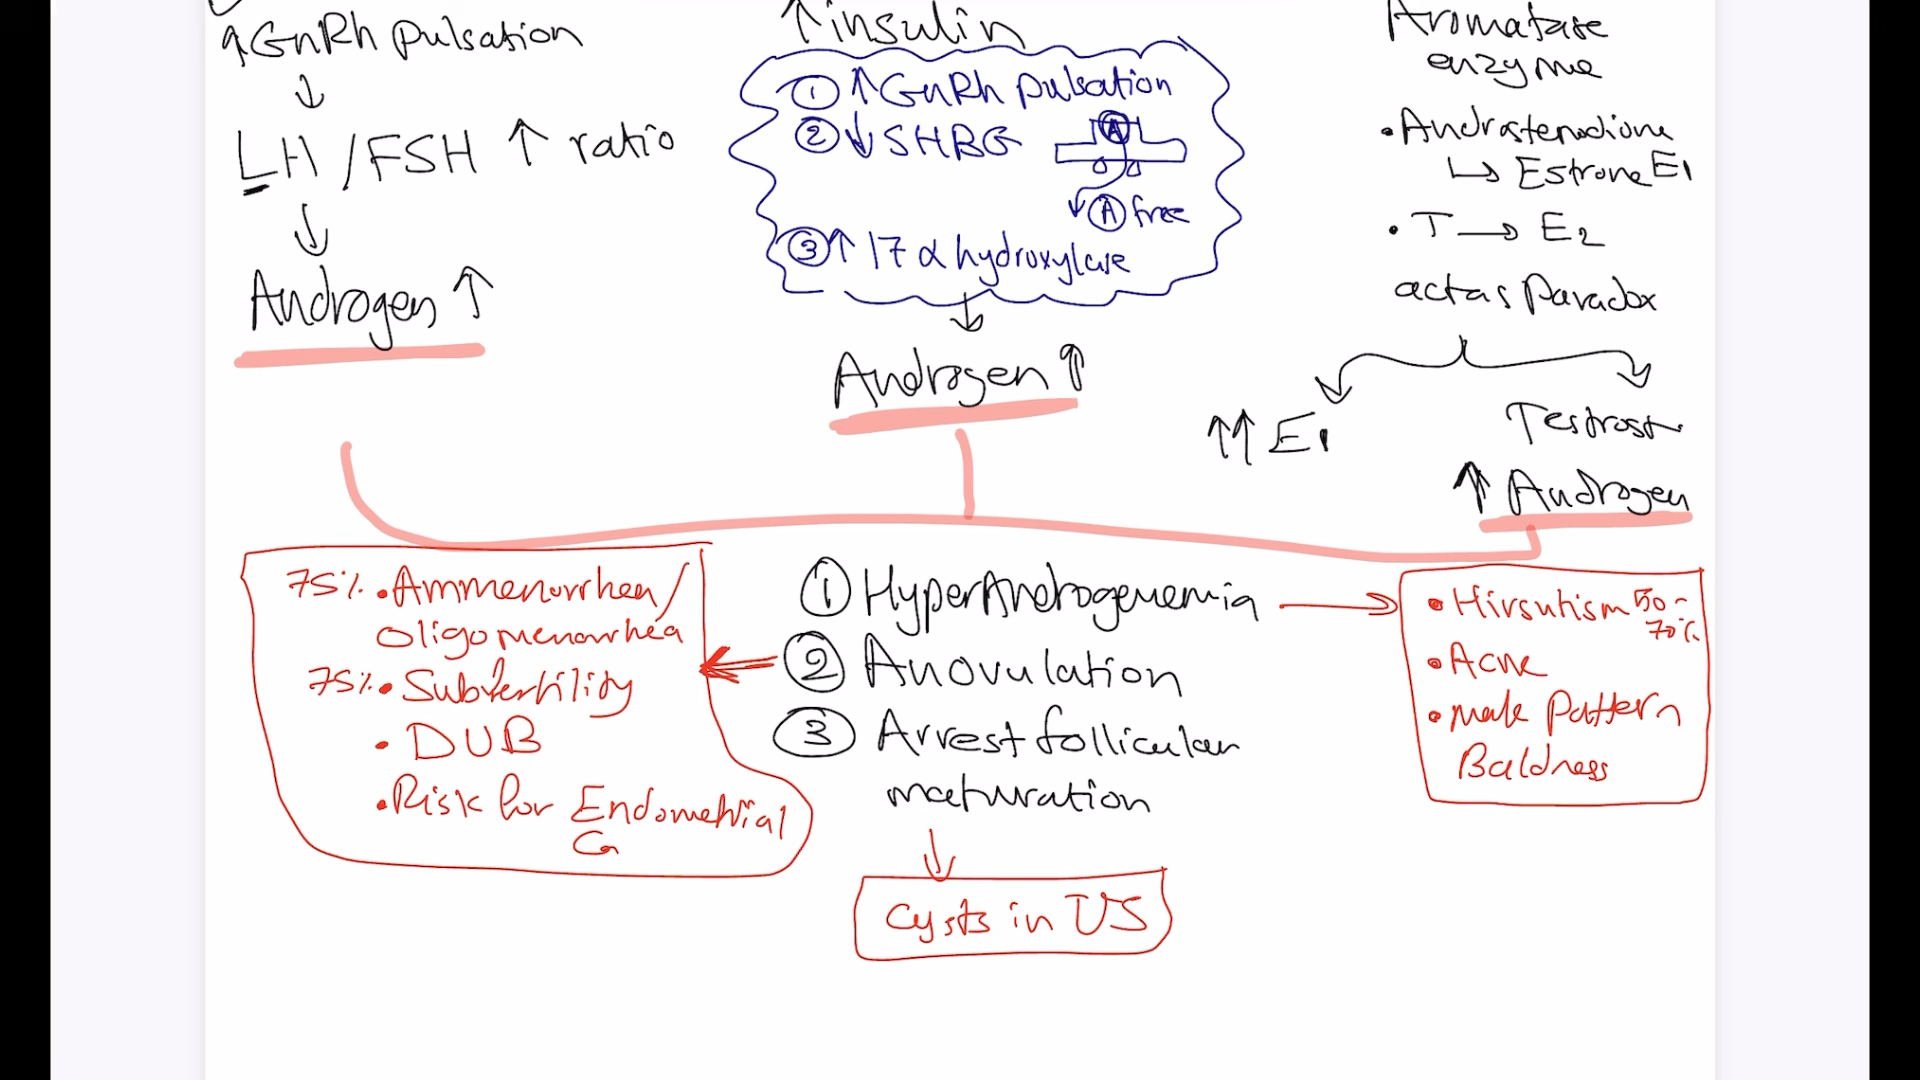 ↑GnRh pulsation
↓
LH/FSH ↑ ratio
↓
Androgen ↑
↑insulin
① ↑GnRh pulsation
② ↓SHBG
A
↓ A free
③ ↑ 17 α hydroxylase
↓
Androgen ↑
Aromatase
enzyme
• Androstenedione
↳ Estrone E1
• T → E2
act as Paradox
↑↑ E1
Testrost
↑ Androgen
75% • Ammenorrhea/
oligomenorrhea
75% • Subfertility
• DUB
• Risk for Endometrial
Ca
① HyperAndrogenemia →
② Anovulation
③ Arrest follicular
maturation
↓
Cysts in US
• Hirsutism 50-
70%
• Acne
• male pattern
Baldness